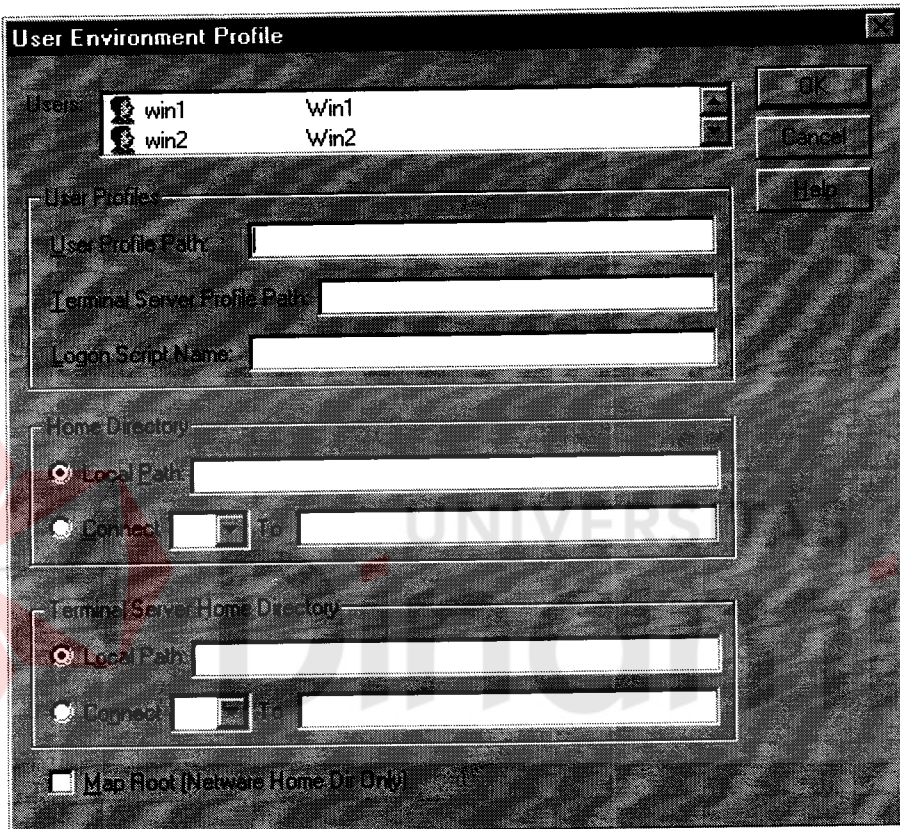 User Environment Profile
Users:
win1 Win1
win2 Win2
OK
Cancel
Help
User Profiles
User Profile Path:
Terminal Server Profile Path:
Logon Script Name:
Home Directory
Local Path:
Connect To
Terminal Server Home Directory
Local Path:
Connect To
Map Root (Netware Home Dir Only)
UNIVERSITAS
Dinam